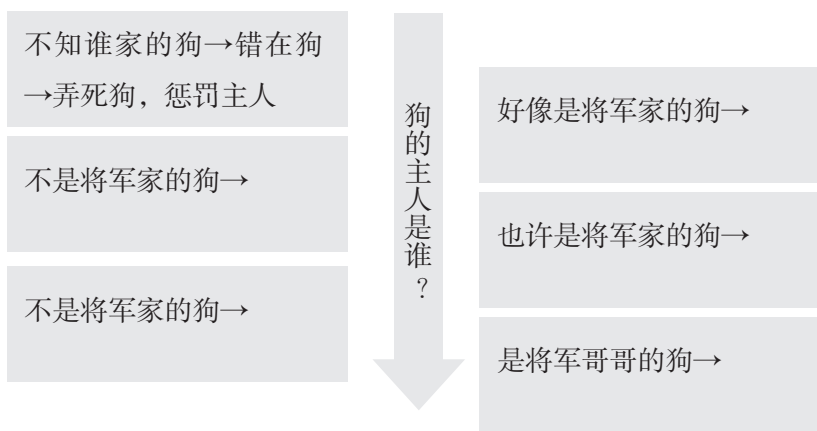 不知谁家的狗→错在狗
→弄死狗，惩罚主人
不是将军家的狗→
不是将军家的狗→
狗的主人是谁？
好像是将军家的狗→
也许是将军家的狗→
是将军哥哥的狗→